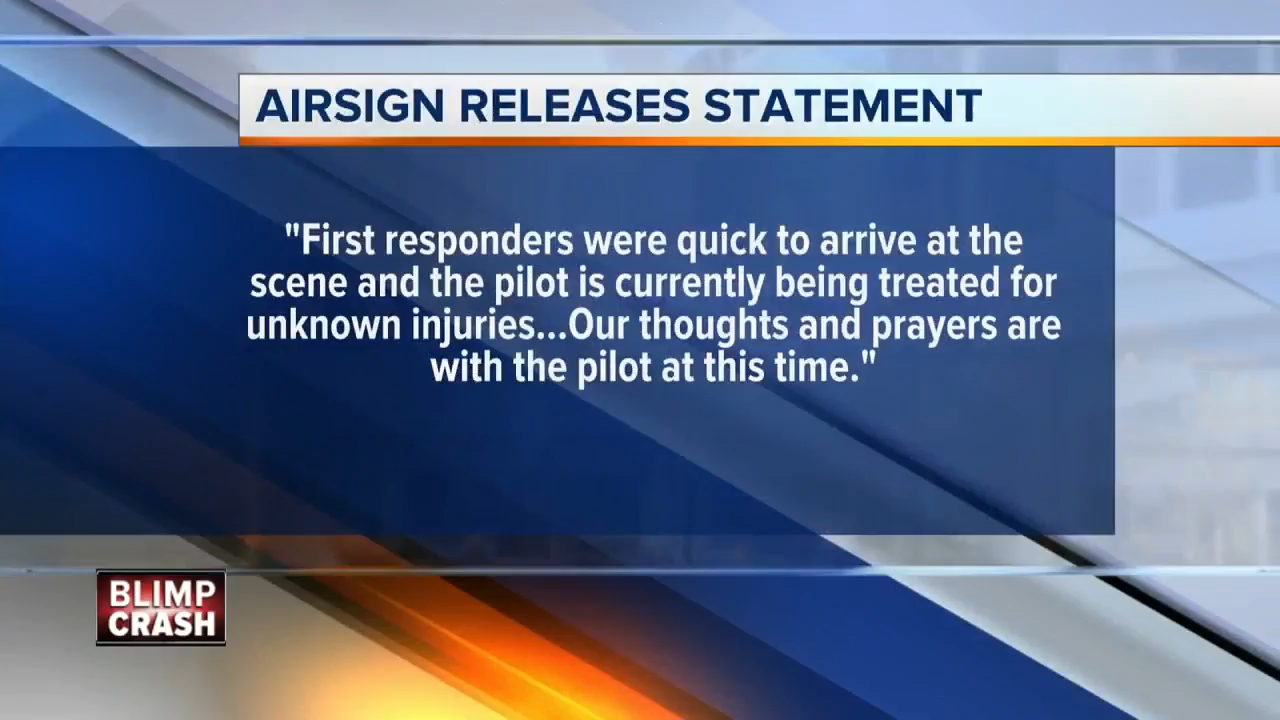 AIRSIGN RELEASES STATEMENT
"First responders were quick to arrive at the
scene and the pilot is currently being treated for
unknown injuries...Our thoughts and prayers are
with the pilot at this time."
BLIMP
CRASH